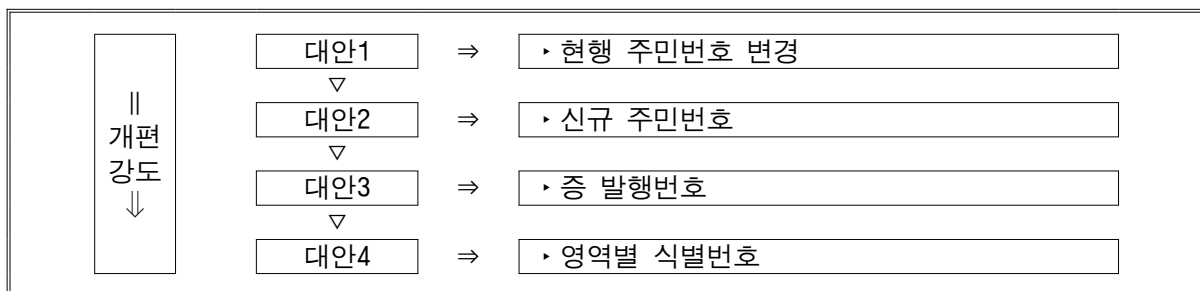 대안1 ⇒ ‣현행 주민번호 변경
▽
대안2 ⇒ ‣신규 주민번호
▽
대안3 ⇒ ‣증 발행번호
▽
대안4 ⇒ ‣영역별 식별번호
||
개편
강도
⇓